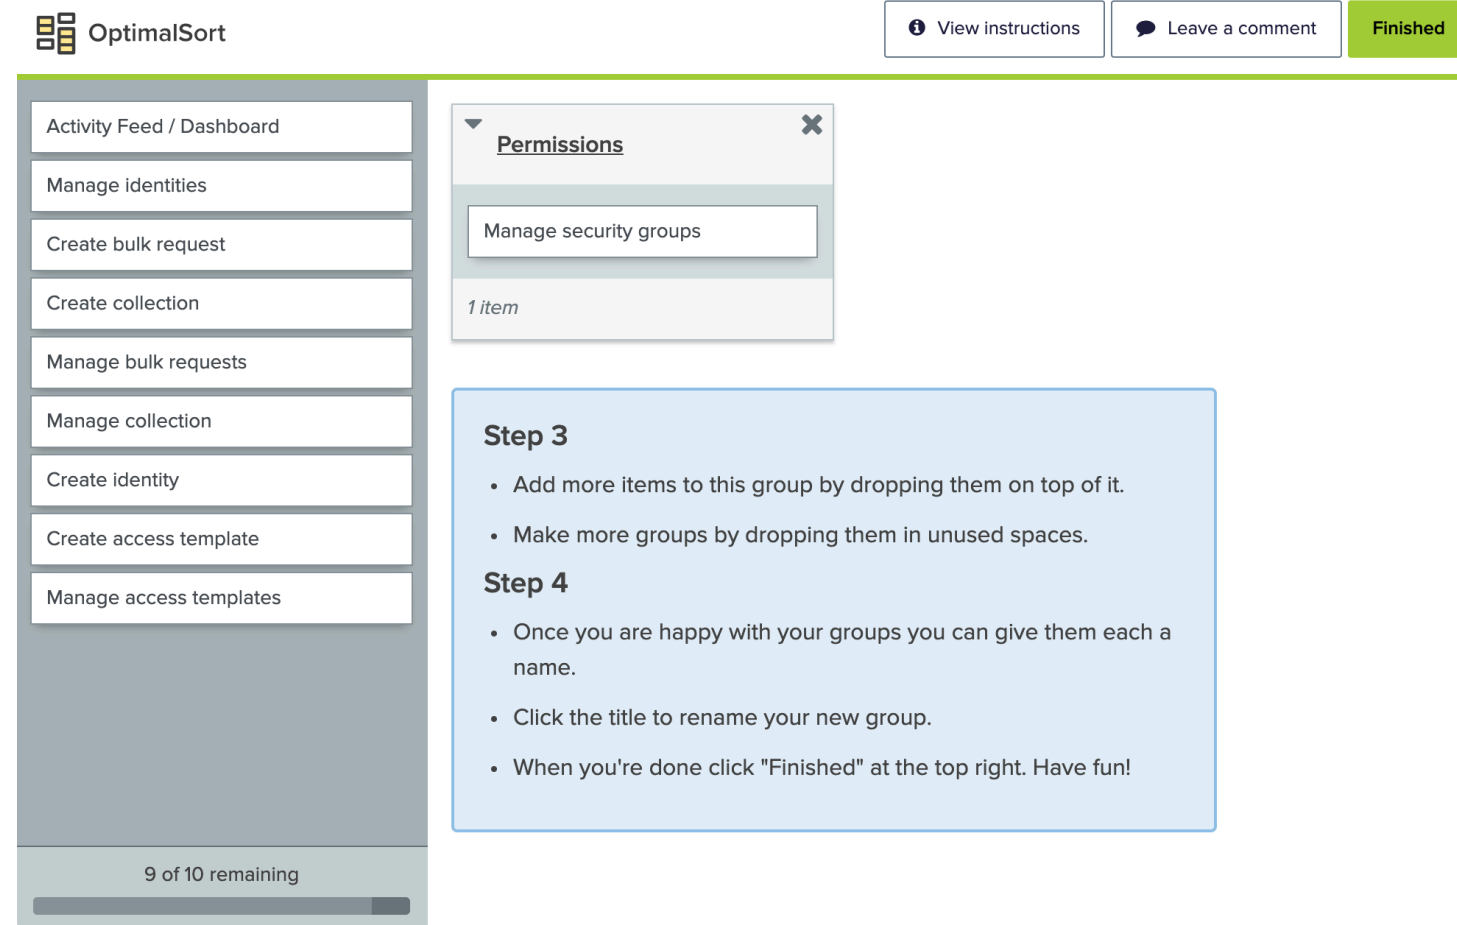 OptimalSort
View instructions
Leave a comment
Finished
Activity Feed / Dashboard
Manage identities
Create bulk request
Create collection
Manage bulk requests
Manage collection
Create identity
Create access template
Manage access templates
9 of 10 remaining
Permissions
Manage security groups
1 item
Step 3
• Add more items to this group by dropping them on top of it.
• Make more groups by dropping them in unused spaces.
Step 4
• Once you are happy with your groups you can give them each a
name.
• Click the title to rename your new group.
• When you're done click "Finished" at the top right. Have fun!